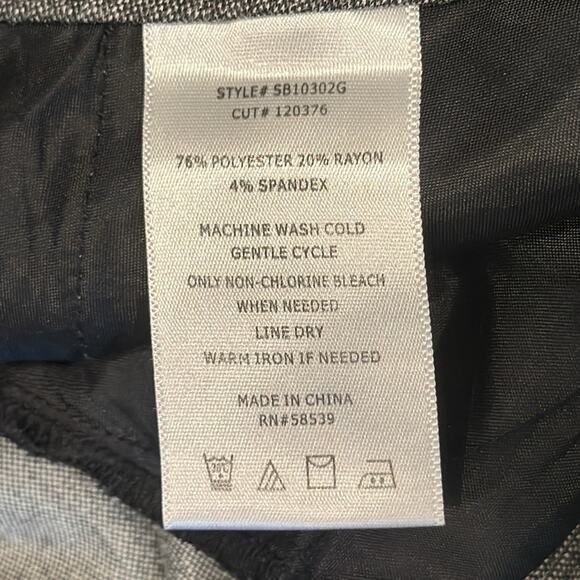 STYLE# SB10302G
CUT# 120376
76% POLYESTER 20% RAYON
4% SPANDEX
MACHINE WASH COLD
GENTLE CYCLE
ONLY NON-CHLORINE BLEACH
WHEN NEEDED
LINE DRY
WARM IRON IF NEEDED
MADE IN CHINA
RN#58539